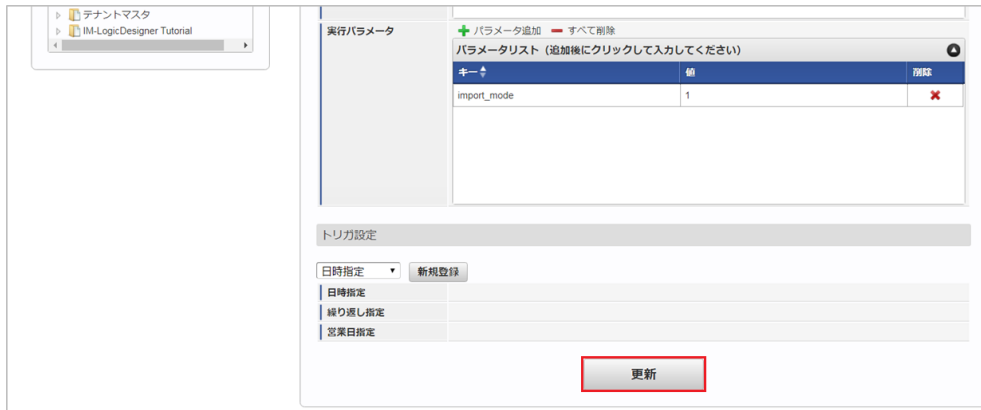 テナントマスタ
IM-LogicDesigner Tutorial
実行パラメータ
パラメータ追加 すべて削除
パラメータリスト（追加後にクリックして入力してください）
キー 値 削除
import_mode 1
トリガ設定
日時指定 新規登録
日時指定
繰り返し指定
営業日指定
更新